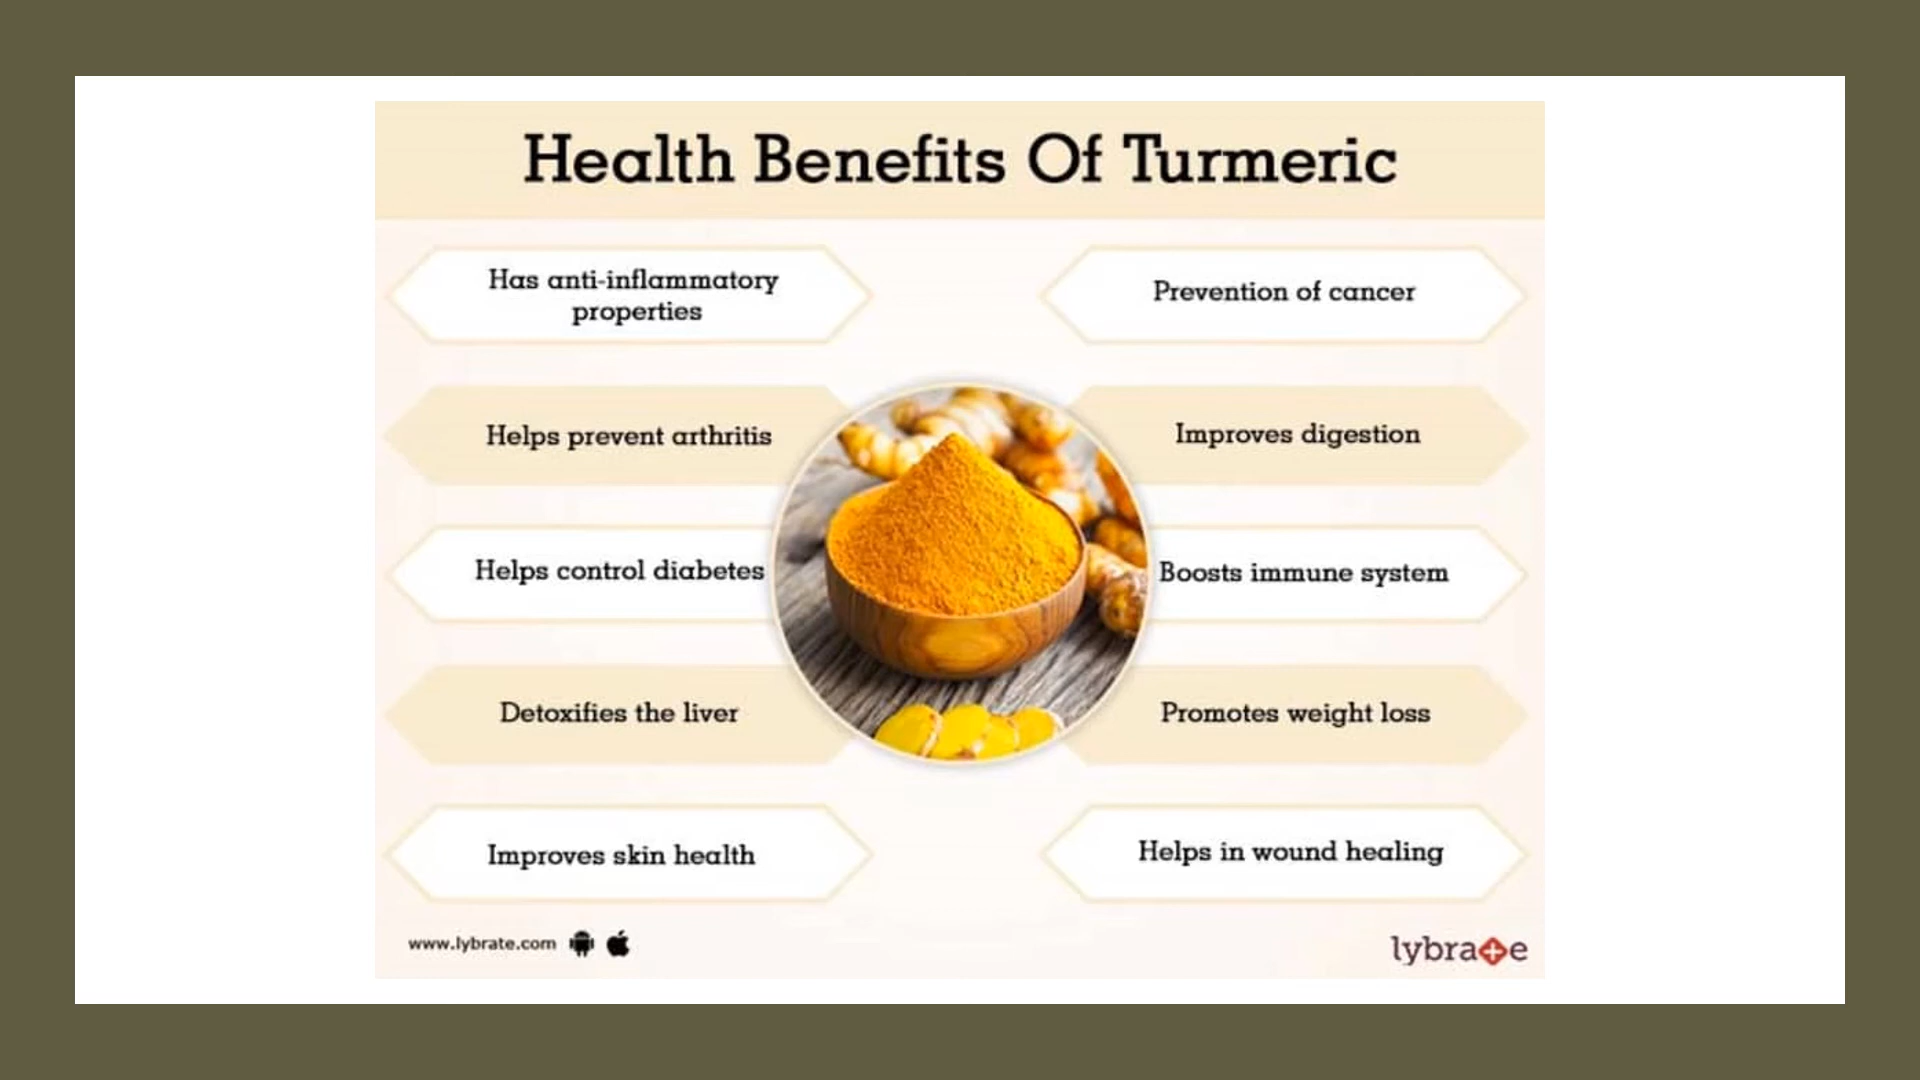 Health Benefits Of Turmeric
Has anti-inflammatory
properties
Prevention of cancer
Helps prevent arthritis
Improves digestion
Helps control diabetes
Boosts immune system
Detoxifies the liver
Promotes weight loss
Improves skin health
Helps in wound healing
www.lybrate.com
lybrate